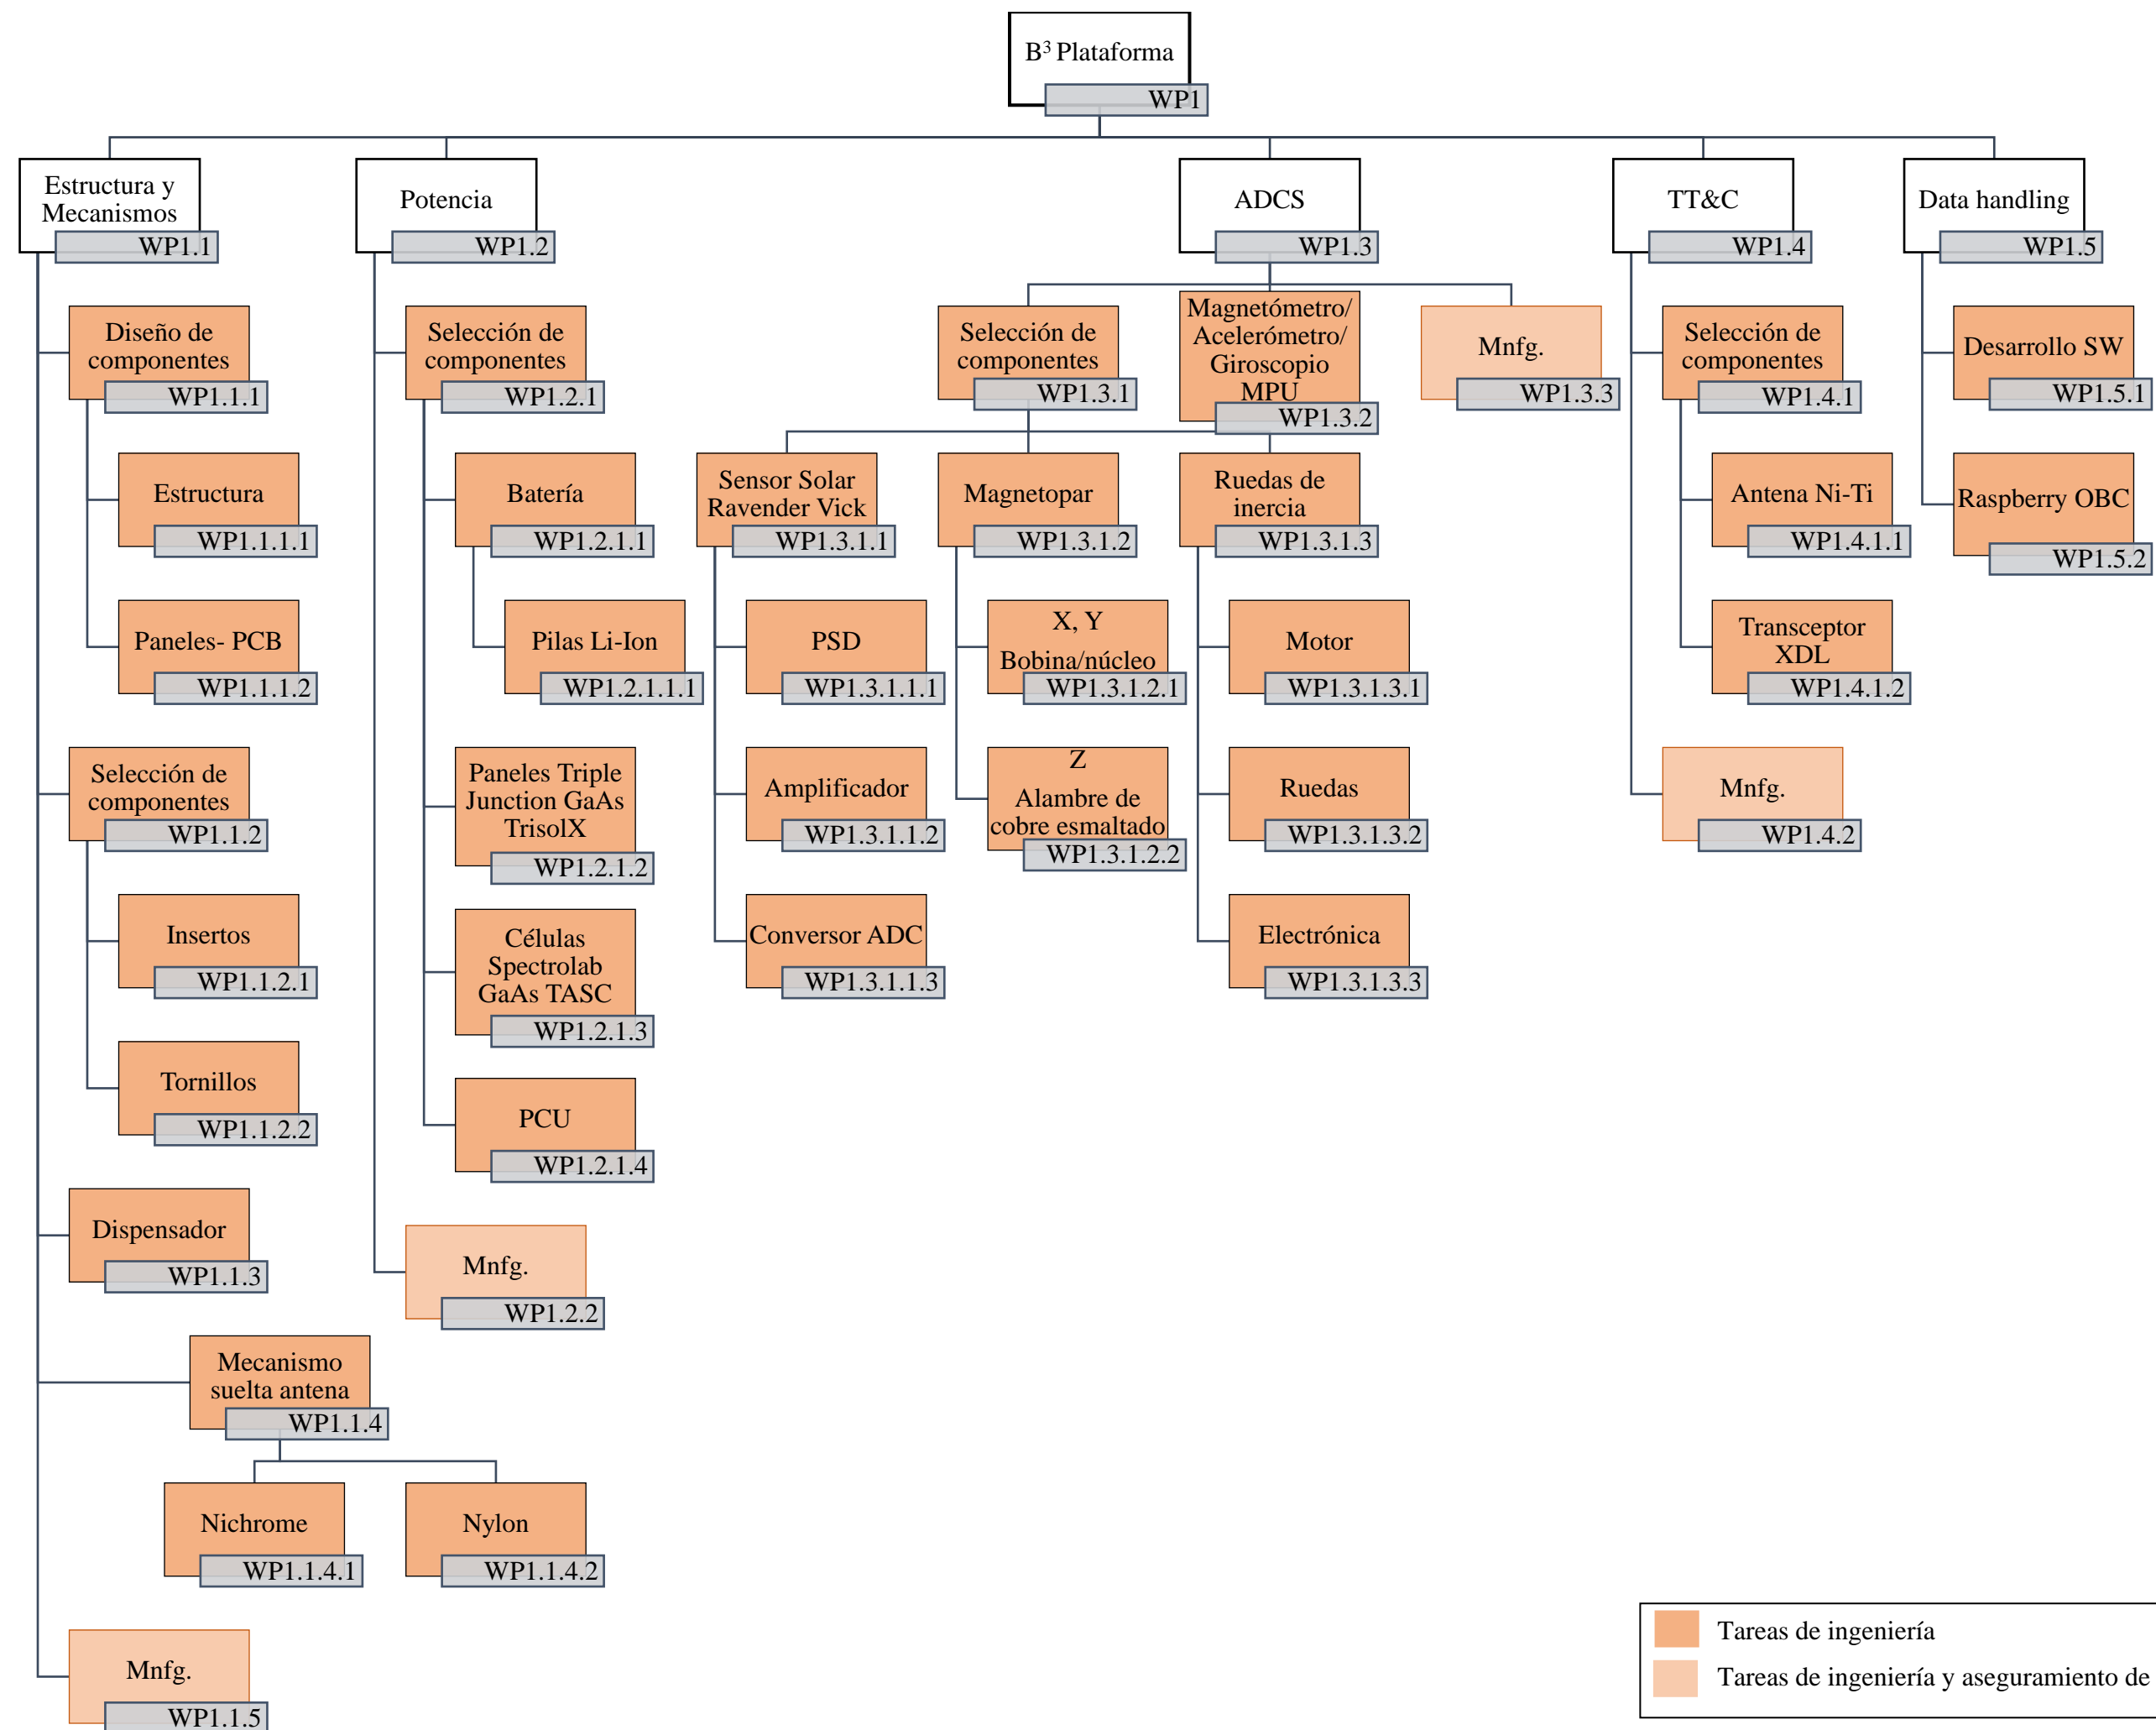 B³ Plataforma
WP1
Estructura y
Mecanismos
WP1.1
Potencia
WP1.2
ADCS
WP1.3
TT&C
WP1.4
Data handling
WP1.5
Diseño de
componentes
WP1.1.1
Estructura
WP1.1.1.1
Paneles- PCB
WP1.1.1.2
Selección de
componentes
WP1.1.2
Insertos
WP1.1.2.1
Tornillos
WP1.1.2.2
Dispensador
WP1.1.3
Mecanismo
suelta antena
WP1.1.4
Nichrome
WP1.1.4.1
Nylon
WP1.1.4.2
Mnfg.
WP1.1.5
Selección de
componentes
WP1.2.1
Batería
WP1.2.1.1
Pilas Li-Ion
WP1.2.1.1.1
Paneles Triple
Junction GaAs
TrisolX
WP1.2.1.2
Células
Spectrolab
GaAs TASC
WP1.2.1.3
PCU
WP1.2.1.4
Mnfg.
WP1.2.2
Selección de
componentes
WP1.3.1
Sensor Solar
Ravender Vick
WP1.3.1.1
PSD
WP1.3.1.1.1
Amplificador
WP1.3.1.1.2
Conversor ADC
WP1.3.1.1.3
Magnetopar
WP1.3.1.2
X, Y
Bobina/núcleo
WP1.3.1.2.1
Z
Alambre de
cobre esmaltado
WP1.3.1.2.2
Ruedas de
inercia
WP1.3.1.3
Motor
WP1.3.1.3.1
Ruedas
WP1.3.1.3.2
Electrónica
WP1.3.1.3.3
Magnetómetro/
Acelerómetro/
Giroscopio
MPU
WP1.3.2
Mnfg.
WP1.3.3
Selección de
componentes
WP1.4.1
Antena Ni-Ti
WP1.4.1.1
Transceptor
XDL
WP1.4.1.2
Mnfg.
WP1.4.2
Desarrollo SW
WP1.5.1
Raspberry OBC
WP1.5.2
Tareas de ingeniería
Tareas de ingeniería y aseguramiento de